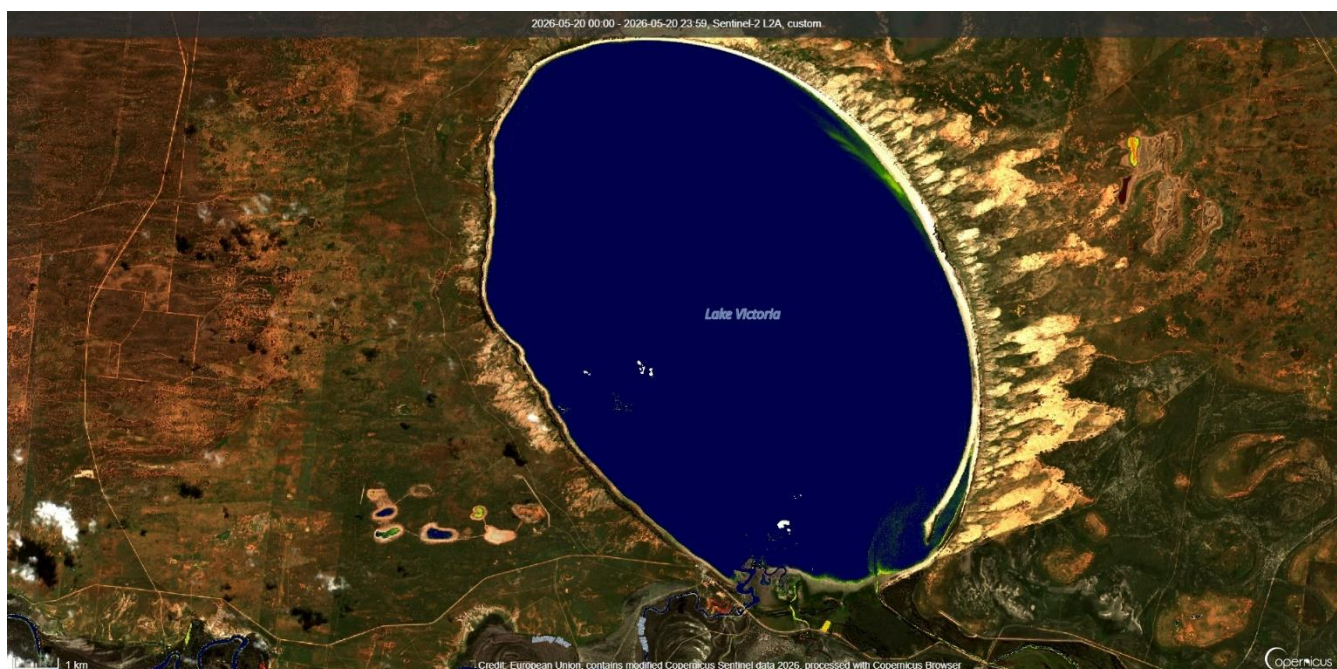 2026-05-20 00:00 - 2026-05-20 23:59, Sentinel-2 L2A, custom
Lake Victoria
1 km
Credit: European Union, contains modified Copernicus Sentinel data 2026, processed with Copernicus Browser
opernicus